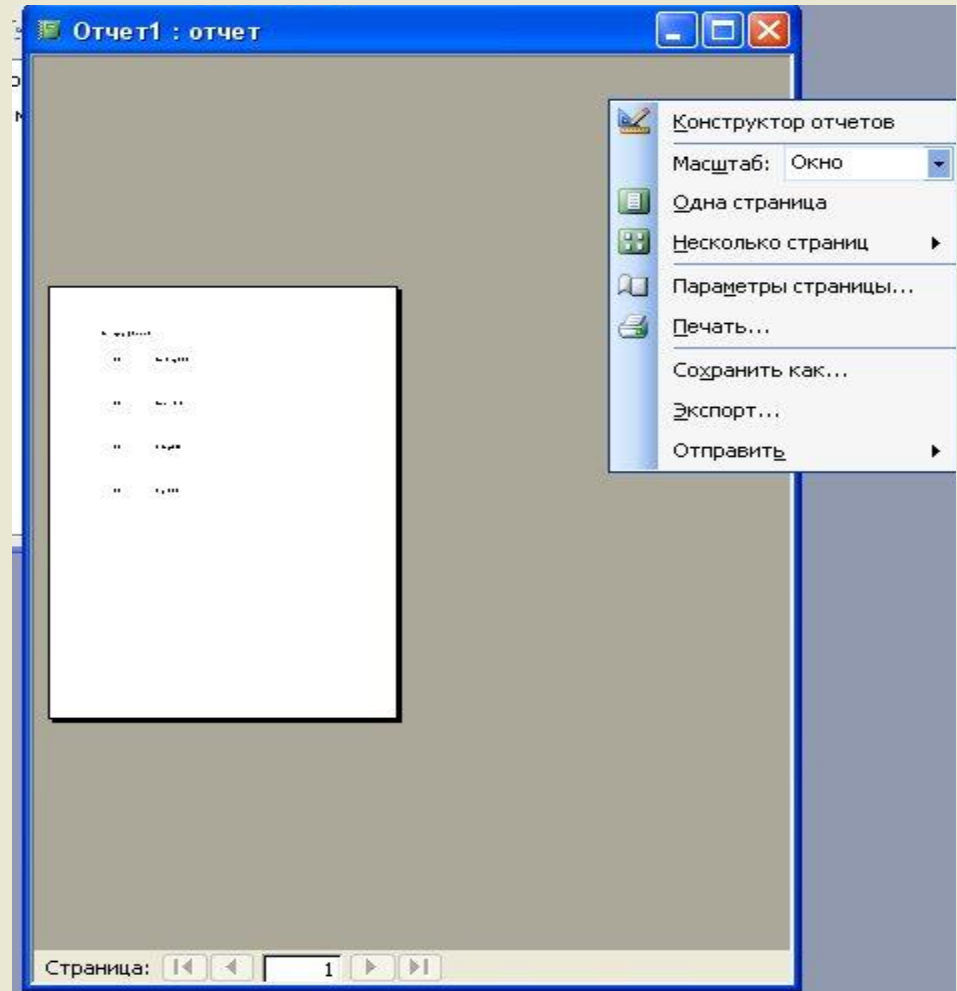 Отчет1 : отчет
Конструктор отчетов
Масштаб: Окно
Одна страница
Несколько страниц
Параметры страницы...
Печать...
Сохранить как...
Экспорт...
Отправить
Страница: 1